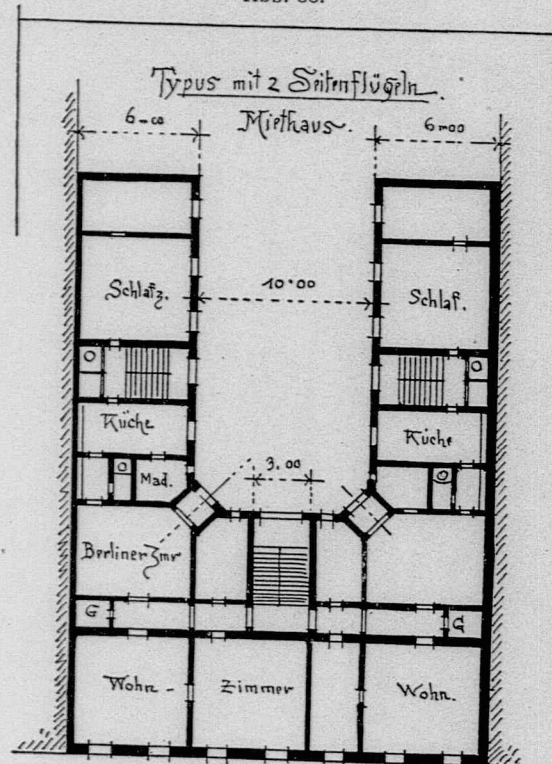 Typus mit 2 Seitenflügeln.
Miethaus.
6 m 00
6 m 00
10·00
Schlafz.
Schlaf.
Küche
Küche
3.00
Mad.
Berliner Zmr
G
G
Wohn -
Zimmer
Wohn.